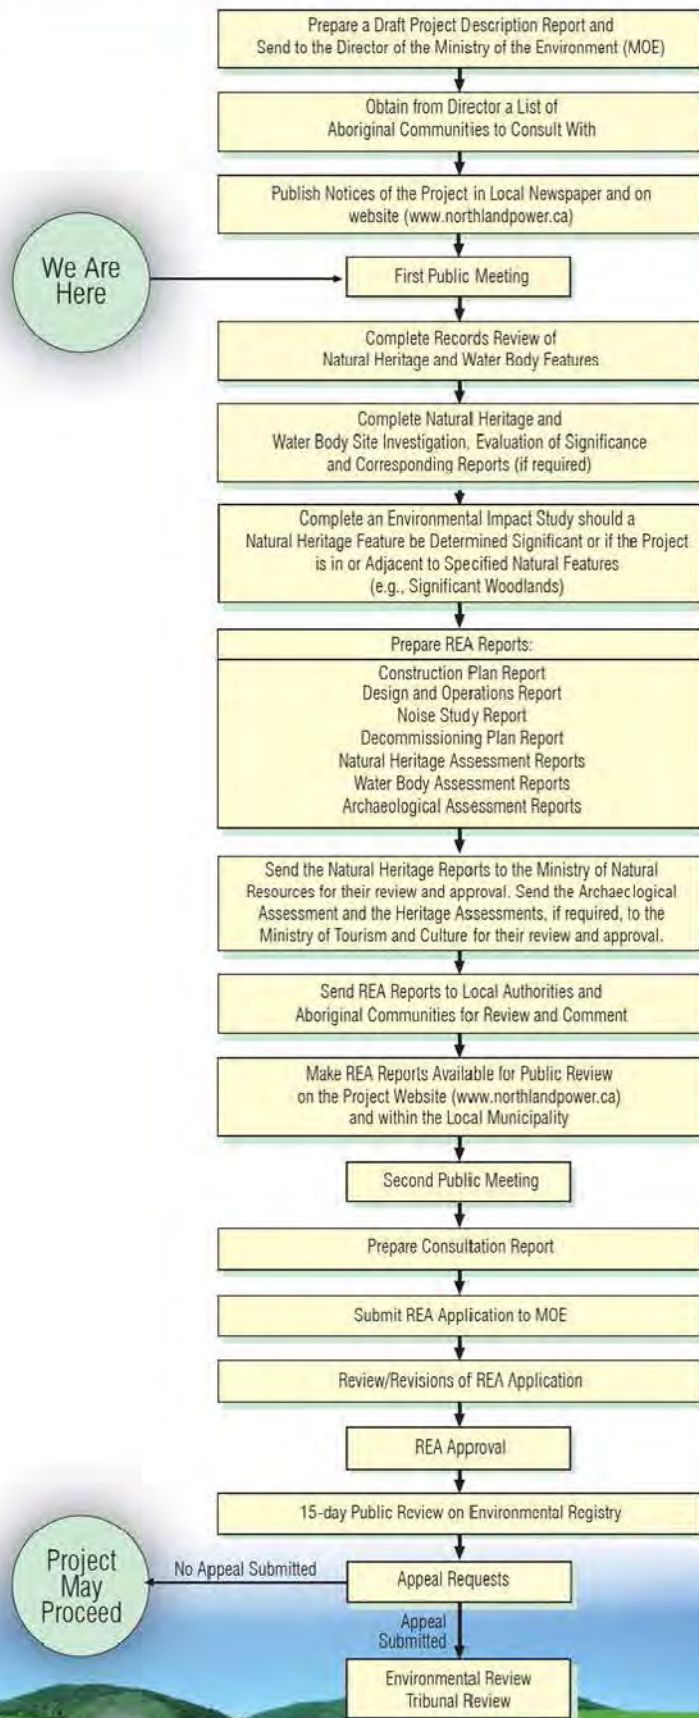 Prepare a Draft Project Description Report and
Send to the Director of the Ministry of the Environment (MOE)
Obtain from Director a List of
Aboriginal Communities to Consult With
Publish Notices of the Project in Local Newspaper and on
website (www.northlandpower.ca)
We Are
Here
First Public Meeting
Complete Records Review of
Natural Heritage and Water Body Features
Complete Natural Heritage and
Water Body Site Investigation, Evaluation of Significance
and Corresponding Reports (if required)
Complete an Environmental Impact Study should a
Natural Heritage Feature be Determined Significant or if the Project
is in or Adjacent to Specified Natural Features
(e.g., Significant Woodlands)
Prepare REA Reports:
Construction Plan Report
Design and Operations Report
Noise Study Report
Decommissioning Plan Report
Natural Heritage Assessment Reports
Water Body Assessment Reports
Archaeological Assessment Reports
Send the Natural Heritage Reports to the Ministry of Natural
Resources for their review and approval. Send the Archaeological
Assessment and the Heritage Assessments, if required, to the
Ministry of Tourism and Culture for their review and approval.
Send REA Reports to Local Authorities and
Aboriginal Communities for Review and Comment
Make REA Reports Available for Public Review
on the Project Website (www.northlandpower.ca)
and within the Local Municipality
Second Public Meeting
Prepare Consultation Report
Submit REA Application to MOE
Review/Revisions of REA Application
REA Approval
15-day Public Review on Environmental Registry
Project
May
Proceed
No Appeal Submitted
Appeal Requests
Appeal
Submitted
Environmental Review
Tribunal Review